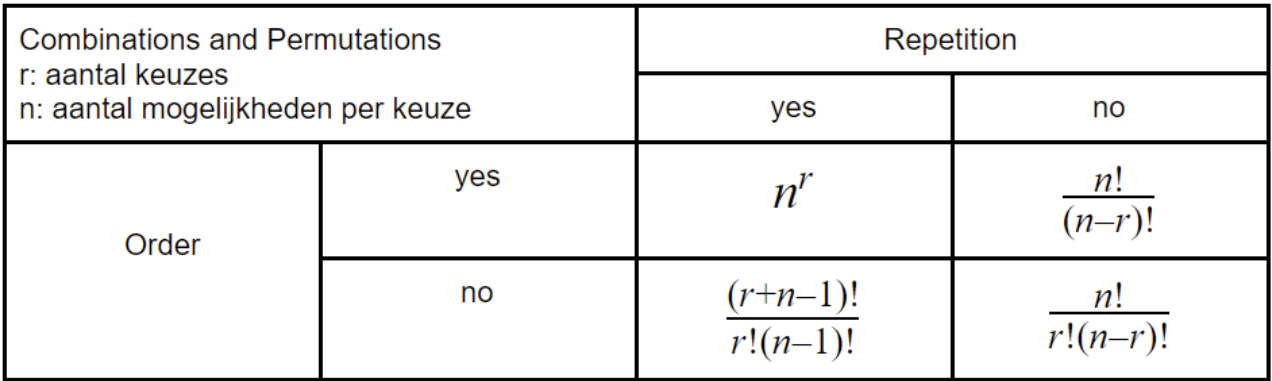 Combinations and Permutations
r: aantal keuzes
n: aantal mogelijkheden per keuze
Repetition
yes
no
Order
yes
n^r
n!/(n–r)!
no
(r+n–1)!/r!(n–1)!
n!/r!(n–r)!